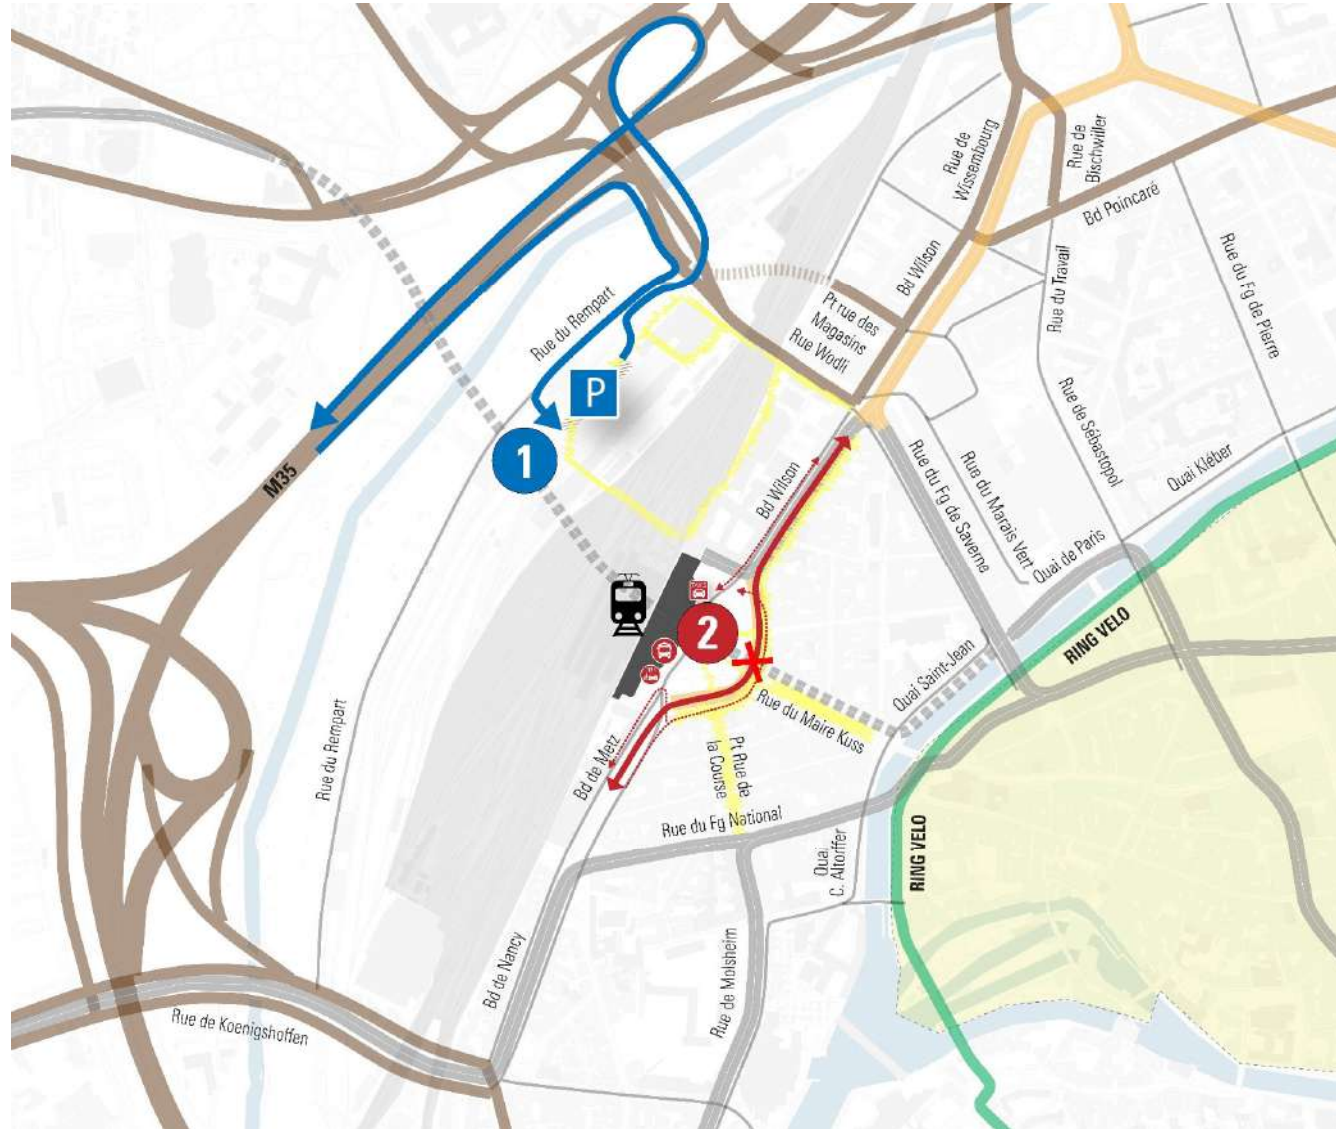 Rue de
Wissembourg
Rue de
Bischwiller
Bd Poincaré
Bd Wilson
Rue du Travail
Rue du Fg de Pierre
Pt rue des
Magasins
Rue Wodli
Rue du Rempart
P
1
M35
Rue de Sébastopol
Quai Kléber
Bd Wilson
Rue du Fg de Saverne
Rue du Marais Vert
Quai de Paris
RING VELO
2
Quai Saint-Jean
Rue du Maire Kuss
Rue du Rempart
Bd de Metz
Pt Rue de
la Course
Rue du Fg National
Quai
C. Altorffer
RING VELO
Bd de Nancy
Rue de Molsheim
Rue de Koenigshoffen